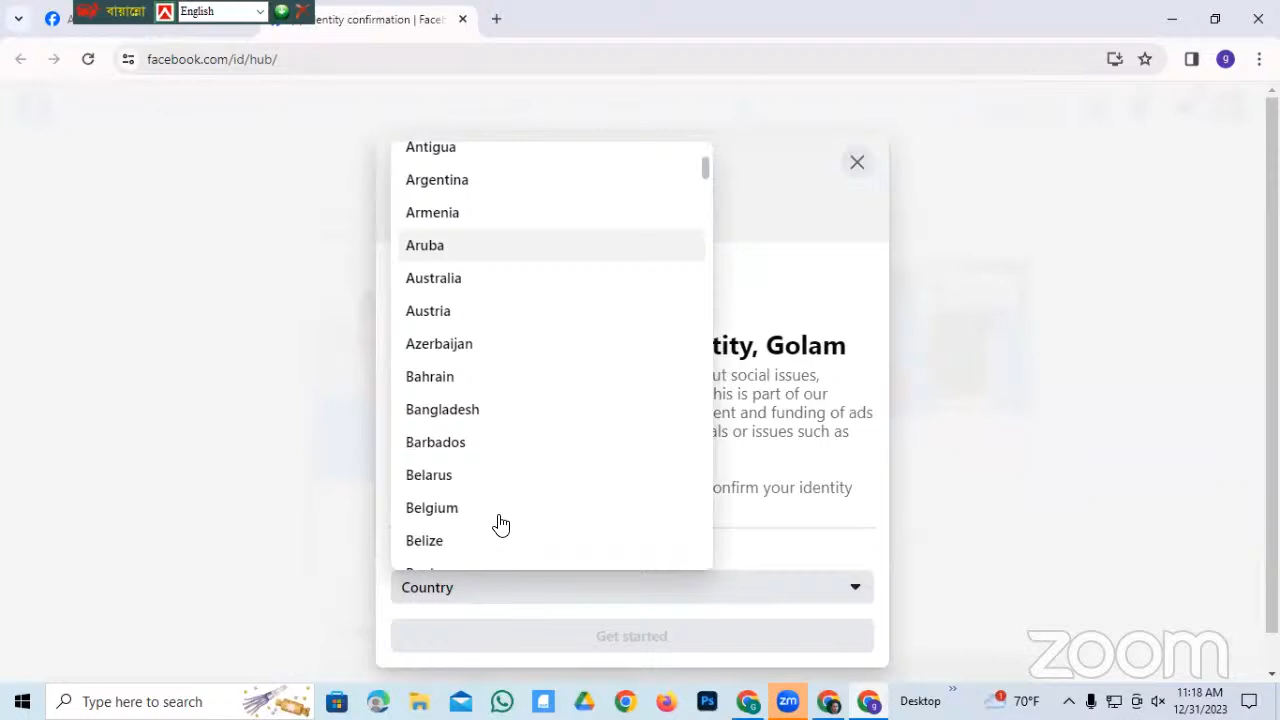 বায়ান্নো English
entity confirmation | Faceb
facebook.com/id/hub/
g
Antigua
Argentina
Armenia
Aruba
Australia
Austria
Azerbaijan
Bahrain
Bangladesh
Barbados
Belarus
Belgium
Belize
tity, Golam
ut social issues,
his is part of our
ent and funding of ads
als or issues such as
onfirm your identity
Country
Get started
zoom
Type here to search
Ps
zm
g
Desktop
70°F
11:18 AM
12/31/2023